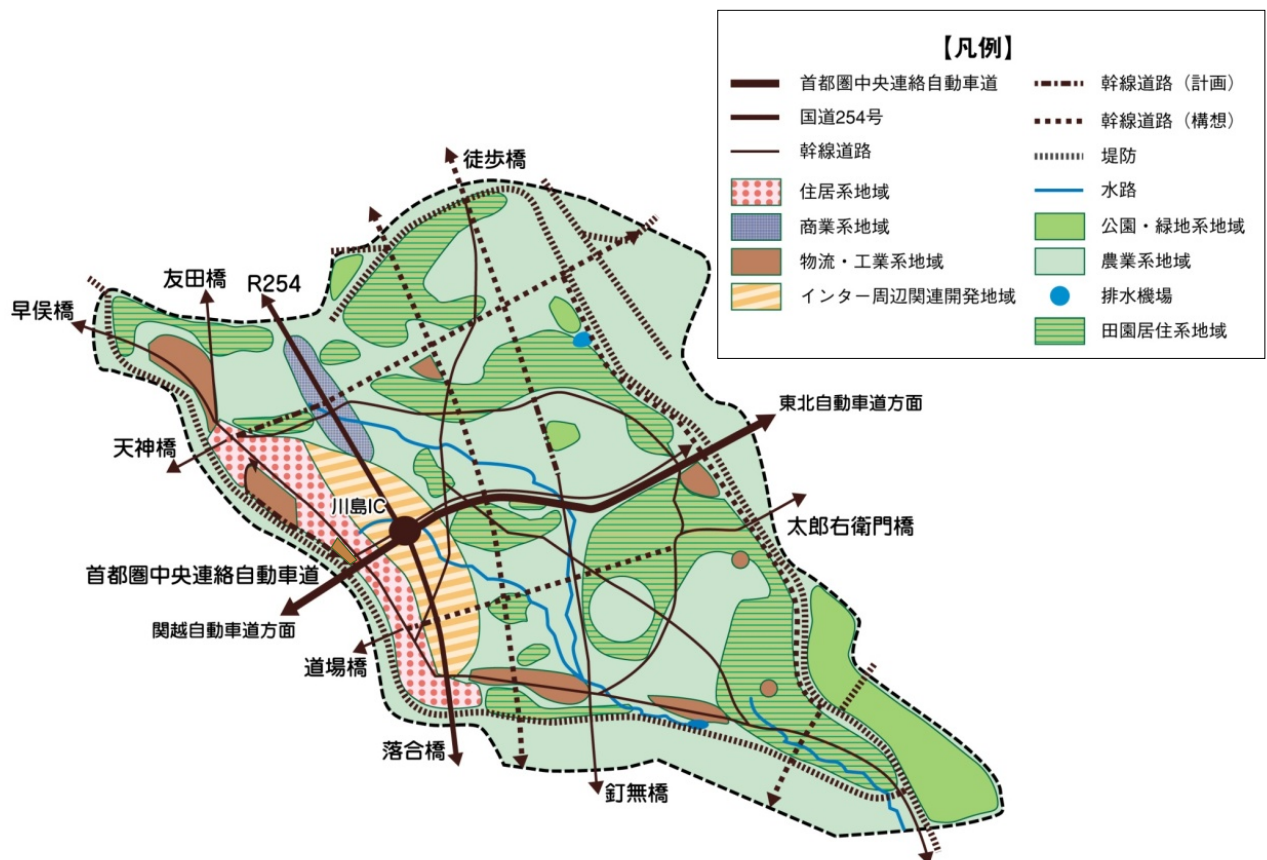 【凡例】
首都圏中央連絡自動車道
国道254号
幹線道路
住居系地域
商業系地域
物流・工業系地域
インター周辺関連開発地域
幹線道路(計画)
幹線道路(構想)
堤防
水路
公園・緑地系地域
農業系地域
排水機場
田園居住系地域
徒歩橋
友田橋
R254
早俣橋
東北自動車道方面
天神橋
川島IC
太郎右衛門橋
首都圏中央連絡自動車道
関越自動車道方面
道場橋
落合橋
釘無橋